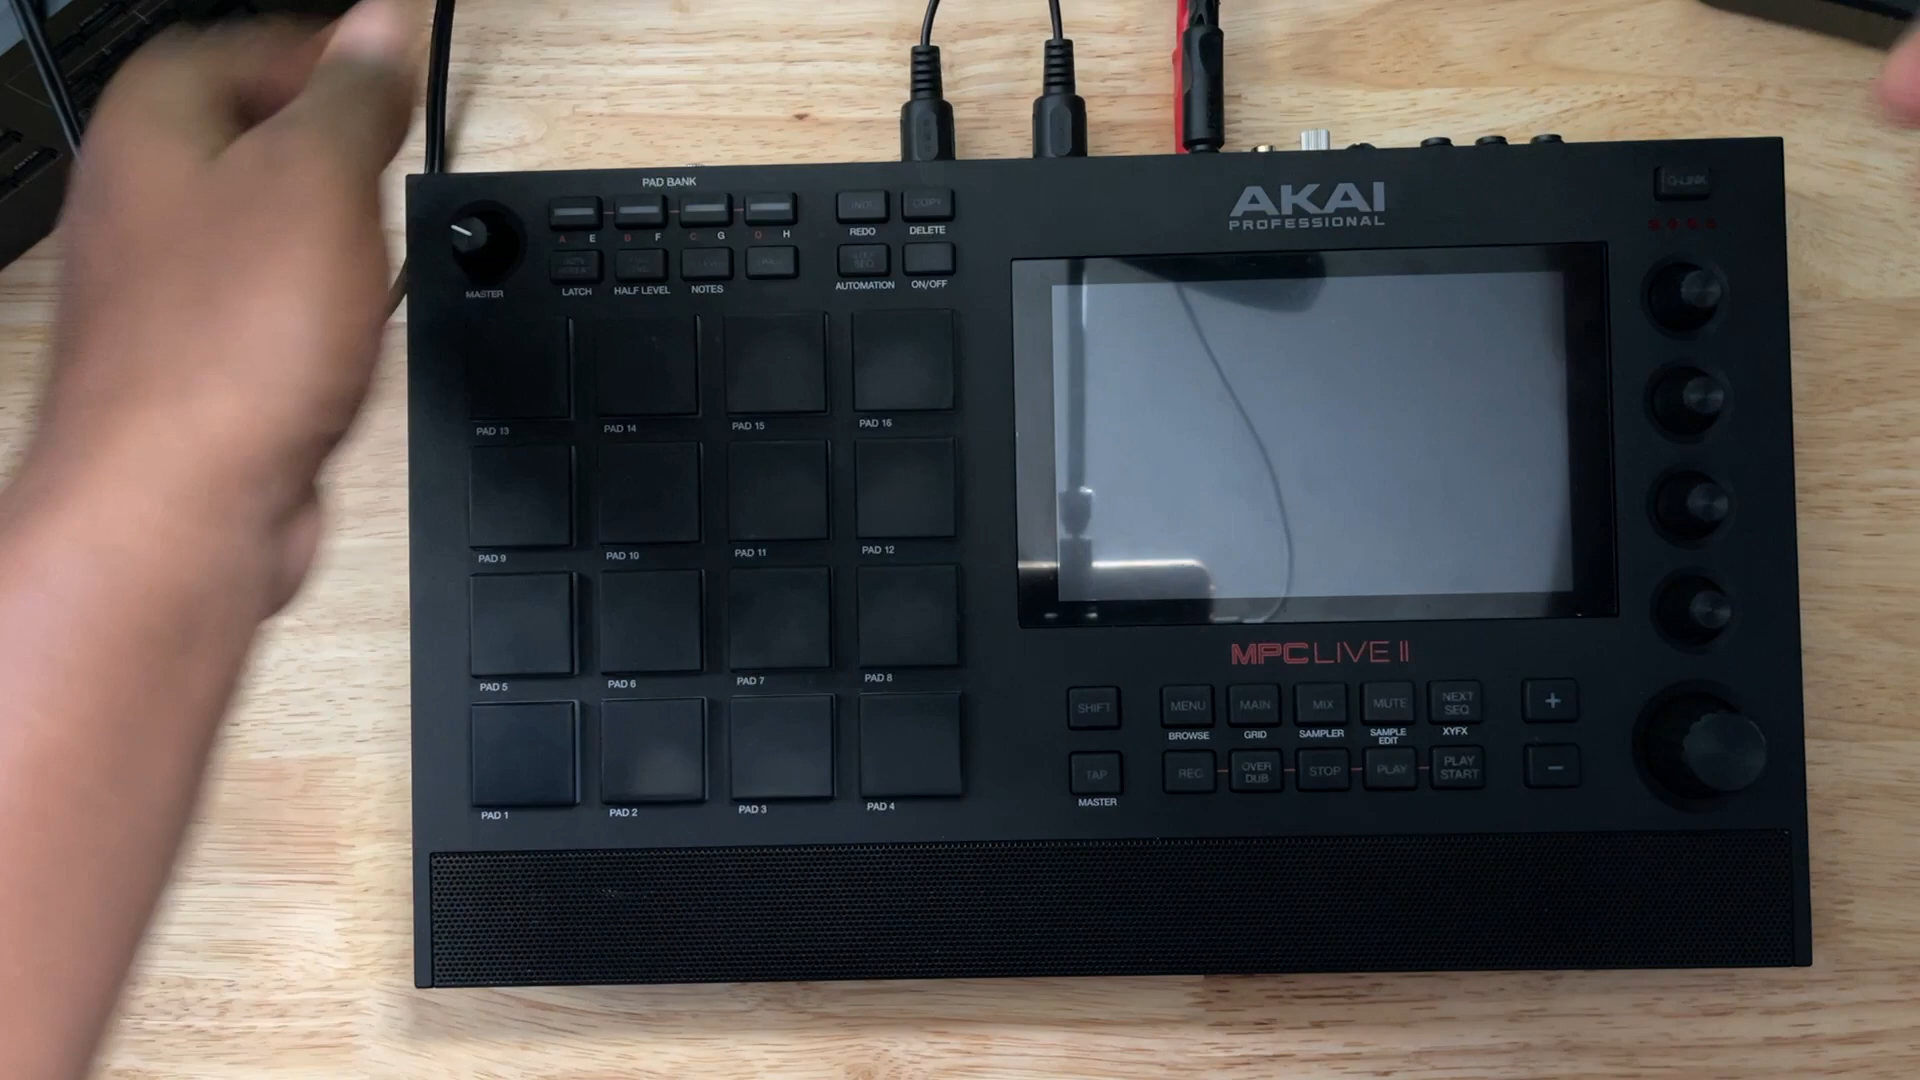 PAD BANK
A E B F C G D H
COPY
Q-LINK
AKAI
PROFESSIONAL
REDO DELETE
SEQ
LATCH HALF LEVEL NOTES AUTOMATION ON/OFF
MASTER
PAD 13 PAD 14 PAD 15 PAD 16
PAD 9 PAD 10 PAD 11 PAD 12
PAD 5 PAD 6 PAD 7 PAD 8
PAD 1 PAD 2 PAD 3 PAD 4
MPC LIVE II
SHIFT MENU MAIN MIX MUTE NEXT SEQ +
BROWSE GRID SAMPLER SAMPLE EDIT XYFX
TAP REC OVER DUB STOP PLAY PLAY START -
MASTER